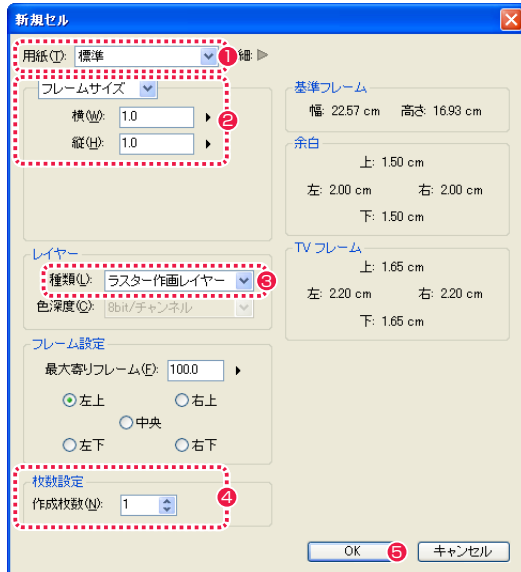 新規セル
用紙(T): 標準 1 細: 
フレームサイズ
2
横(W): 1.0
縦(H): 1.0
基準フレーム
幅: 22.57 cm 高さ: 16.93 cm
余白
上: 1.50 cm
左: 2.00 cm 右: 2.00 cm
下: 1.50 cm
レイヤー
種類(L): ラスター作画レイヤー 3
色深度(C): 8bit/チャンネル
TV フレーム
上: 1.65 cm
左: 2.20 cm 右: 2.20 cm
下: 1.65 cm
フレーム設定
最大寄りフレーム(F): 100.0
左上 右上
中央
左下 右下
枚数設定
作成枚数(N): 1 4
OK 5 キャンセル